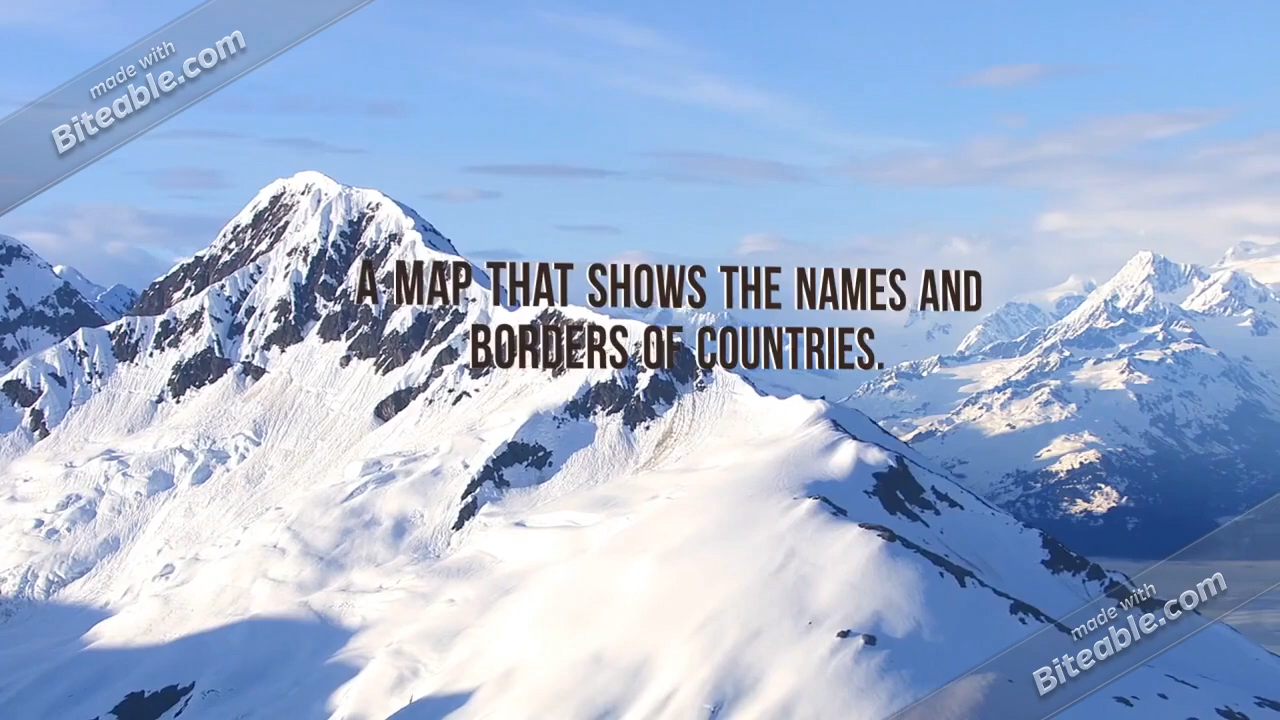 made with
Biteable.com
A MAP THAT SHOWS THE NAMES AND
BORDERS OF COUNTRIES.
made with
Biteable.com